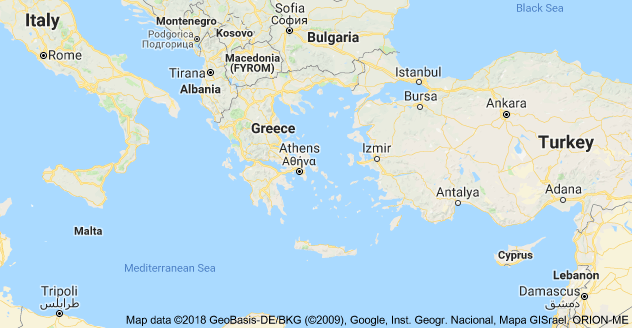 Black Sea
Italy
Sofia
София
Montenegro
Podgorica
Подгорица
Kosovo
Bulgaria
Rome
Tirana
Macedonia
(FYROM)
Istanbul
Albania
Bursa
Ankara
Greece
Turkey
Athens
Αθήνα
Izmir
Antalya
Adana
Malta
Cyprus
Mediterranean Sea
Lebanon
Tripoli
طرابلس
Damascus
دمشق
Map data ©2018 GeoBasis-DE/BKG (©2009), Google, Inst. Geogr. Nacional, Mapa GISrael, ORION-ME